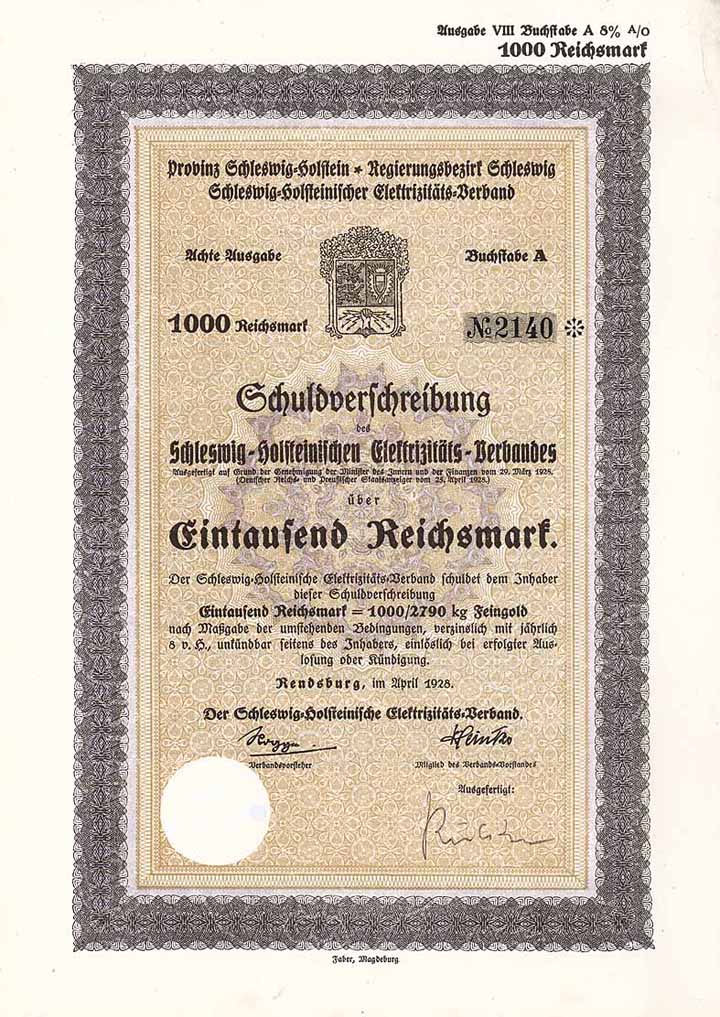 Ausgabe VIII Buchstabe A 8% A/O
1000 Reichsmark
Provinz Schleswig-Holstein * Regierungsbezirk Schleswig
Schleswig-Holsteinischer Elektrizitäts-Verband
Achte Ausgabe
Buchstabe A
1000 Reichsmark
№ 2140 *
Schuldverschreibung
des
Schleswig-Holsteinischen Elektrizitäts-Verbandes
Ausgefertigt auf Grund der Genehmigung der Minister des Innern und der Finanzen vom 29. März 1928.
(Deutscher Reichs- und Preußischer Staatsanzeiger vom 25. April 1928.)
über
Eintausend Reichsmark.
Der Schleswig-Holsteinische Elektrizitäts-Verband schuldet dem Inhaber
dieser Schuldverschreibung
Eintausend Reichsmark = 1000/2790 kg Feingold
nach Maßgabe der umstehenden Bedingungen, verzinslich mit jährlich
8 v. H., unkündbar seitens des Inhabers, einlöslich bei erfolgter Aus-
losung oder Kündigung.
Rendsburg, im April 1928.
Der Schleswig-Holsteinische Elektrizitäts-Verband.
Verbandsvorsteher
Mitglied des Verbands-Vorstandes
Ausgefertigt:
Faber, Magdeburg